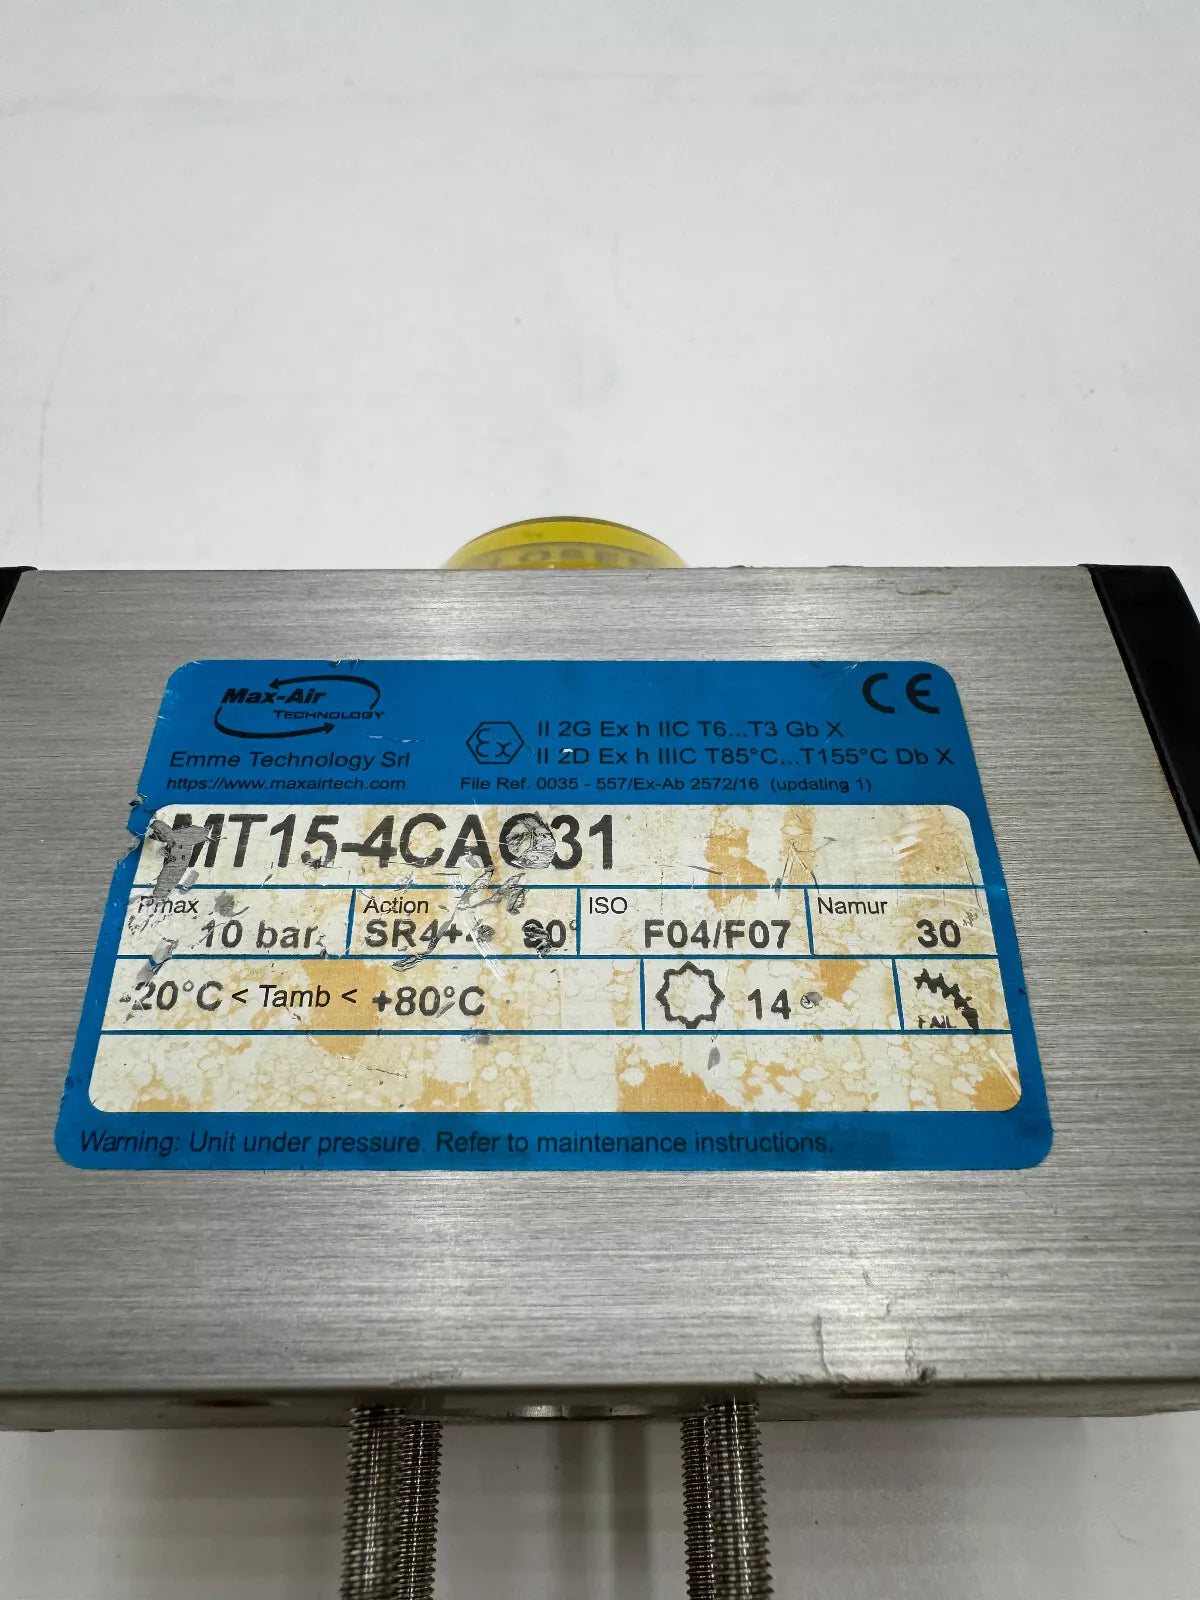 Max-Air
TECHNOLOGY
Emme Technology Srl
https://www.maxairtech.com
CE
Ex
II 2G Ex h IIC T6...T3 Gb X
II 2D Ex h IIIC T85°C...T155°C Db X
File Ref. 0035 - 557/Ex-Ab 2572/16 (updating 1)
Pmax 10 bar
Action 90°
ISO F04/F07
Namur 30
-20°C < Tamb < +80°C
14
FAIL
Warning: Unit under pressure. Refer to maintenance instructions.